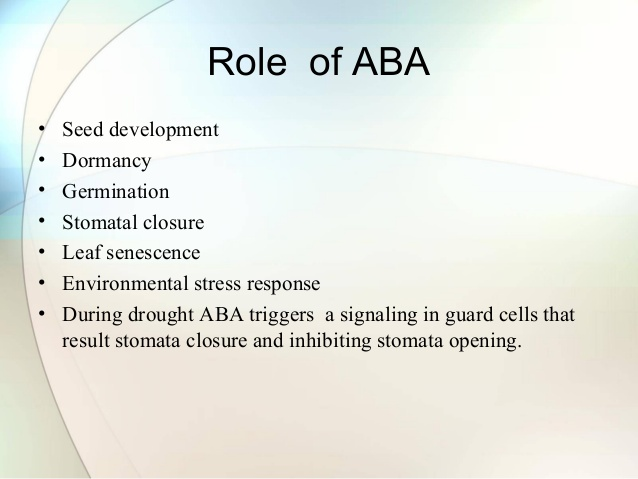 Role of ABA
• Seed development
• Dormancy
• Germination
• Stomatal closure
• Leaf senescence
• Environmental stress response
• During drought ABA triggers a signaling in guard cells that
result stomata closure and inhibiting stomata opening.